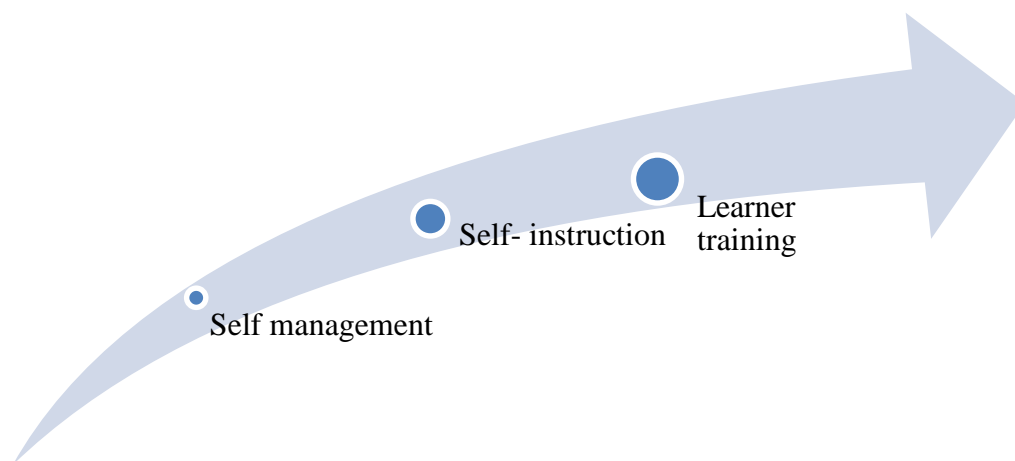 Self management
Self- instruction
Learner
training